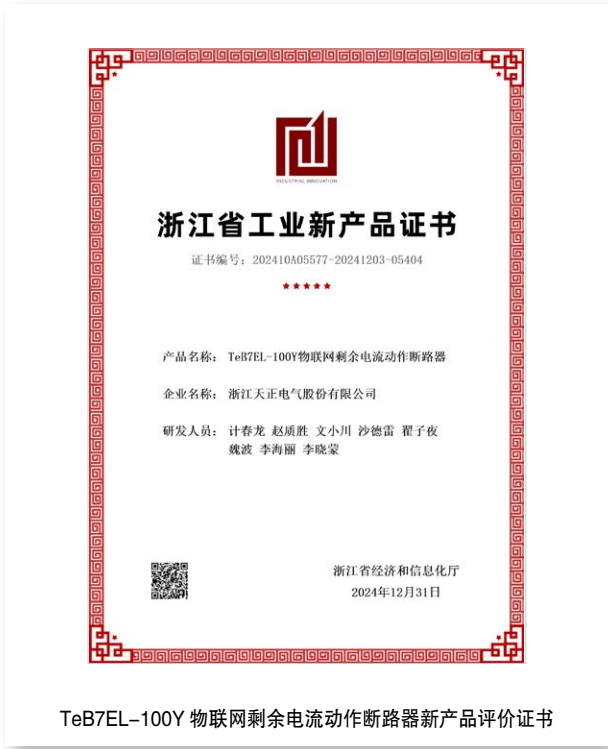 INDUSTRIAL INNOVATION
浙江省工业新产品证书
证书编号：202410A05577-20241203-05404
产品名称： TeB7EL-100Y物联网剩余电流动作断路器
企业名称： 浙江天正电气股份有限公司
研发人员： 计春龙 赵质胜 文小川 沙德雷 翟子夜
魏波 李海丽 李晓蒙
浙江省经济和信息化厅
2024年12月31日
TeB7EL-100Y 物联网剩余电流动作断路器新产品评价证书